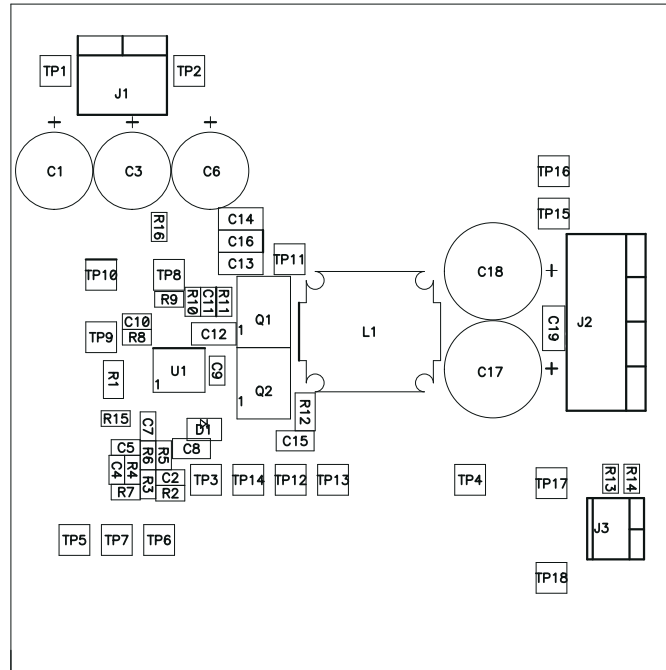 TP1
TP2
J1
+ + +
C1
C3
C6
TP16
R16
C14
TP15
C16
C13
TP11
TP10
TP8
C18
+
R9
R10
C11
R11
Q1
J2
C10
TP9
R8
C12
1
L1
C19
U1
1
C9
R1
Q2
1
C17
+
R15
C7
D1
R12
C15
C5
R6
R5
C8
C4
R4
R3
C2
R7
R2
TP3
TP14
TP12
TP13
TP4
TP17
R13
R14
J3
TP5
TP7
TP6
TP18